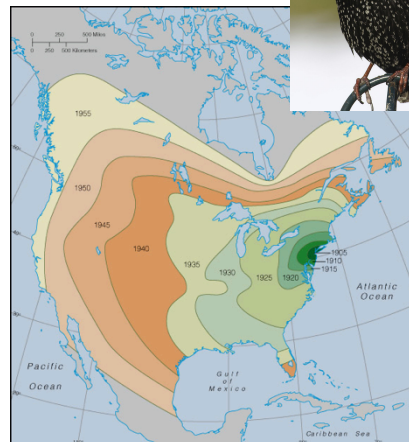 0 250 500 Miles
0 250 500 Kilometers
1955
1950
1945
1940
1935
1930
1925
1920
1905
1910
1915
Atlantic
Ocean
Pacific
Ocean
Gulf
of
Mexico
Caribbean Sea